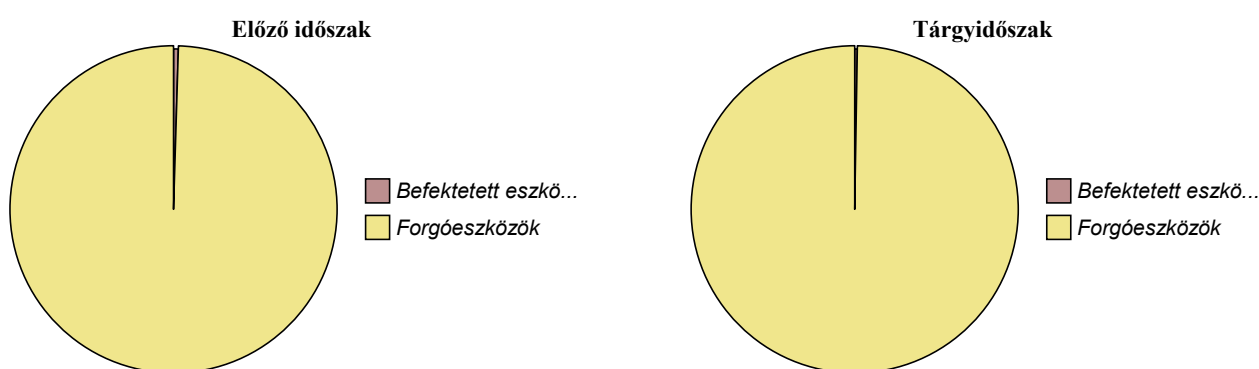 Előző időszak
Befektetett eszkö...
Forgóeszközök
Tárgyidőszak
Befektetett eszkö...
Forgóeszközök